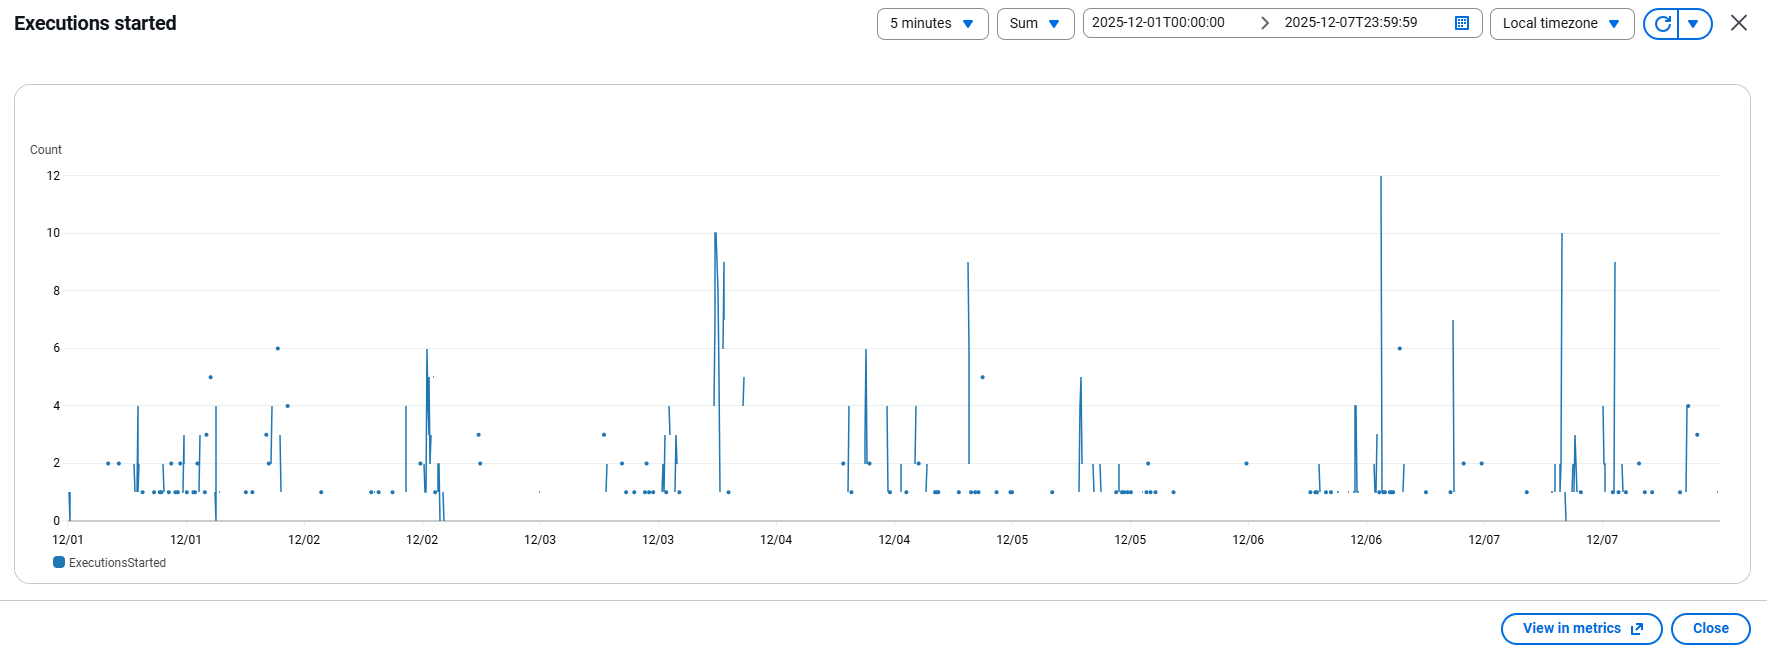 Executions started
5 minutes
Sum
2025-12-01T00:00:00
2025-12-07T23:59:59
Local timezone
Count
12
10
8
6
4
2
0
12/01 12/01 12/02 12/02 12/03 12/03 12/04 12/04 12/05 12/05 12/06 12/06 12/07 12/07
ExecutionsStarted
View in metrics
Close